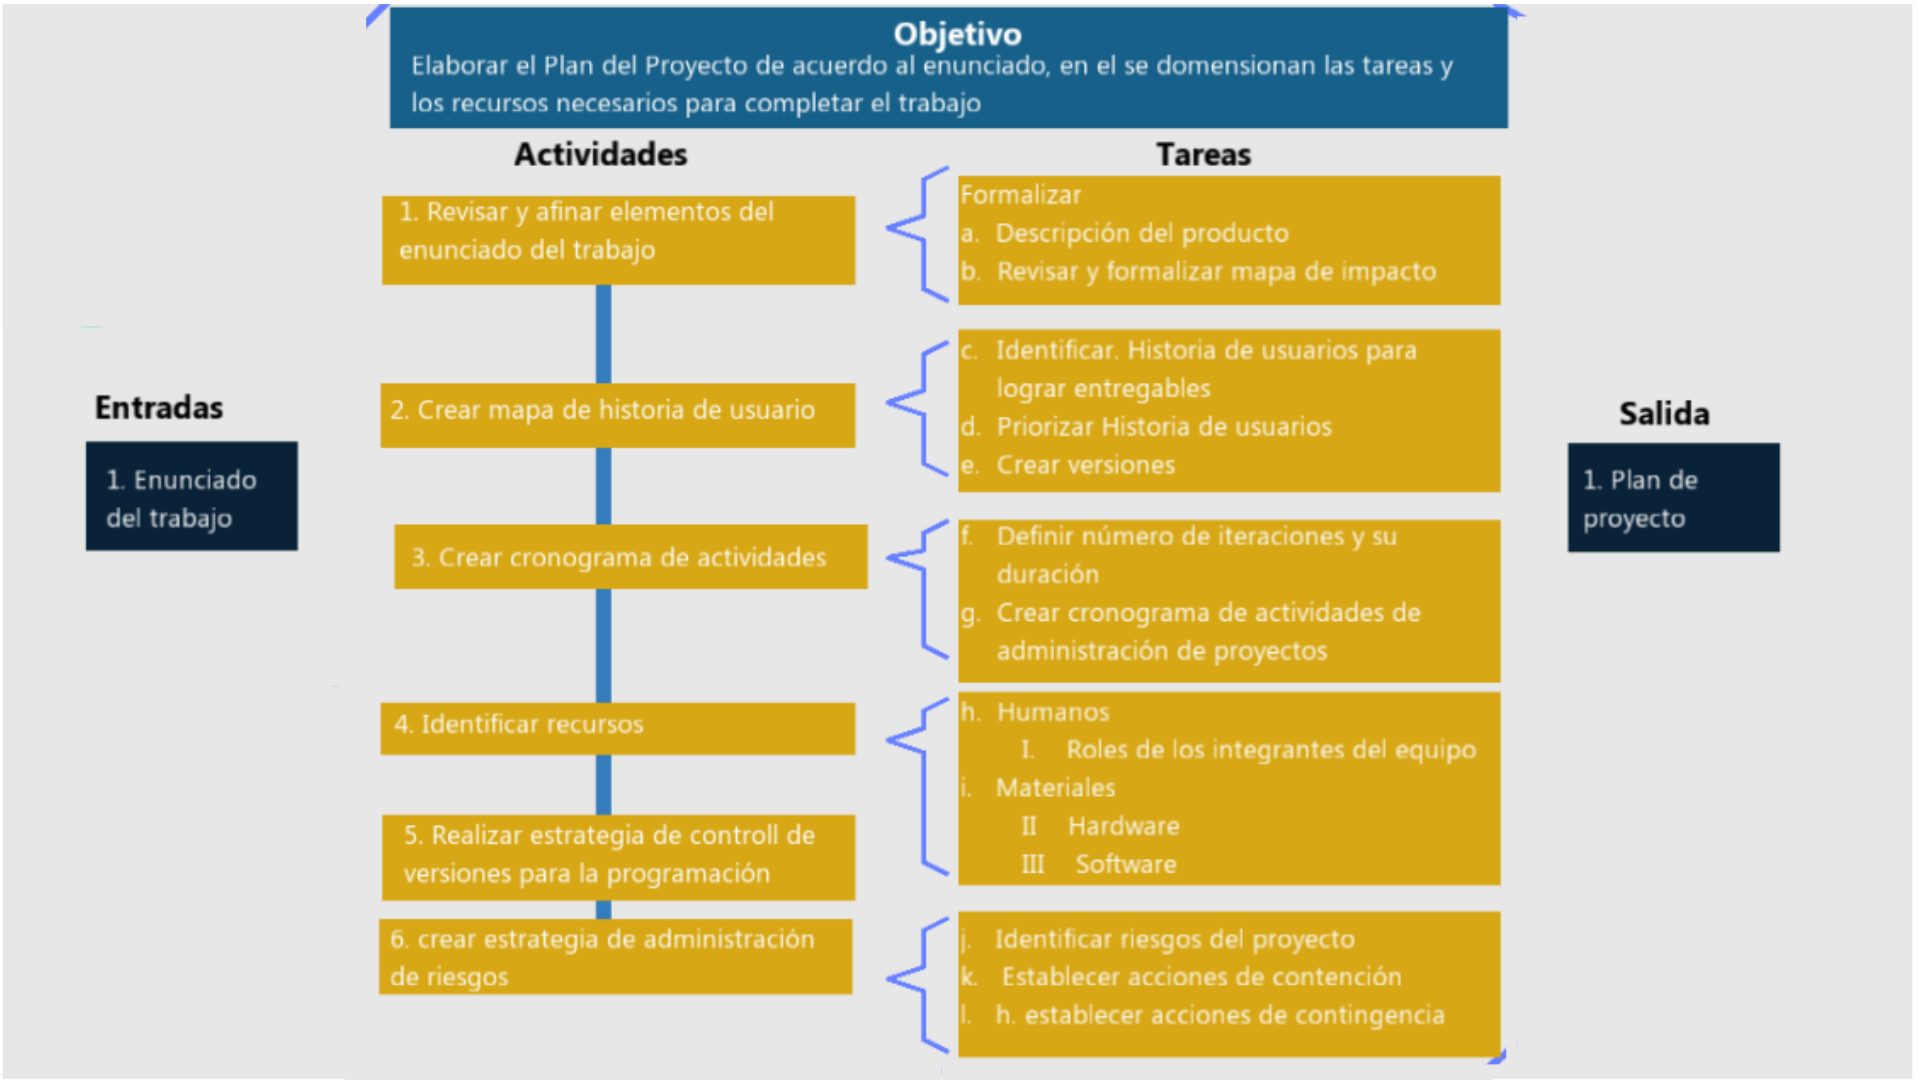 Objetivo
Elaborar el Plan del Proyecto de acuerdo al enunciado, en el se domensionan las tareas y
los recursos necesarios para completar el trabajo
Entradas
1. Enunciado
del trabajo
Actividades
1. Revisar y afinar elementos del
enunciado del trabajo
2. Crear mapa de historia de usuario
3. Crear cronograma de actividades
4. Identificar recursos
5. Realizar estrategia de controll de
versiones para la programación
6. crear estrategia de administración
de riesgos
Tareas
Formalizar
a. Descripción del producto
b. Revisar y formalizar mapa de impacto
c. Identificar. Historia de usuarios para
lograr entregables
d. Priorizar Historia de usuarios
e. Crear versiones
f. Definir número de iteraciones y su
duración
g. Crear cronograma de actividades de
administración de proyectos
h. Humanos
I. Roles de los integrantes del equipo
i. Materiales
II Hardware
III Software
j. Identificar riesgos del proyecto
k. Establecer acciones de contención
l. h. establecer acciones de contingencia
Salida
1. Plan de
proyecto